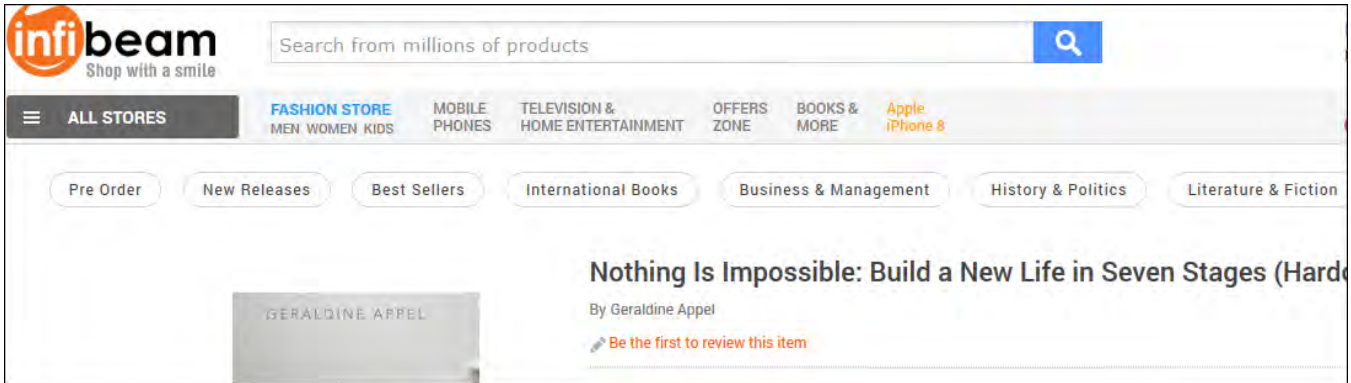 infibeam
Shop with a smile
Search from millions of products
ALL STORES
FASHION STORE
MEN WOMEN KIDS
MOBILE
PHONES
TELEVISION &
HOME ENTERTAINMENT
OFFERS
ZONE
BOOKS &
MORE
Apple
iPhone 8
Pre Order
New Releases
Best Sellers
International Books
Business & Management
History & Politics
Literature & Fiction
Nothing Is Impossible: Build a New Life in Seven Stages (Hardc
By Geraldine Appel
Be the first to review this item
GERALDINE APPEL